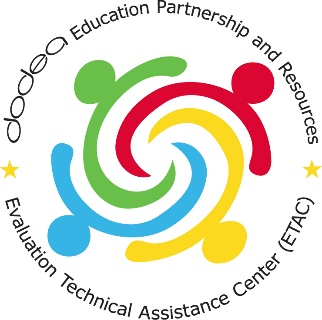 dodea Education Partnership and Resources
Evaluation Technical Assistance Center (ETAC)